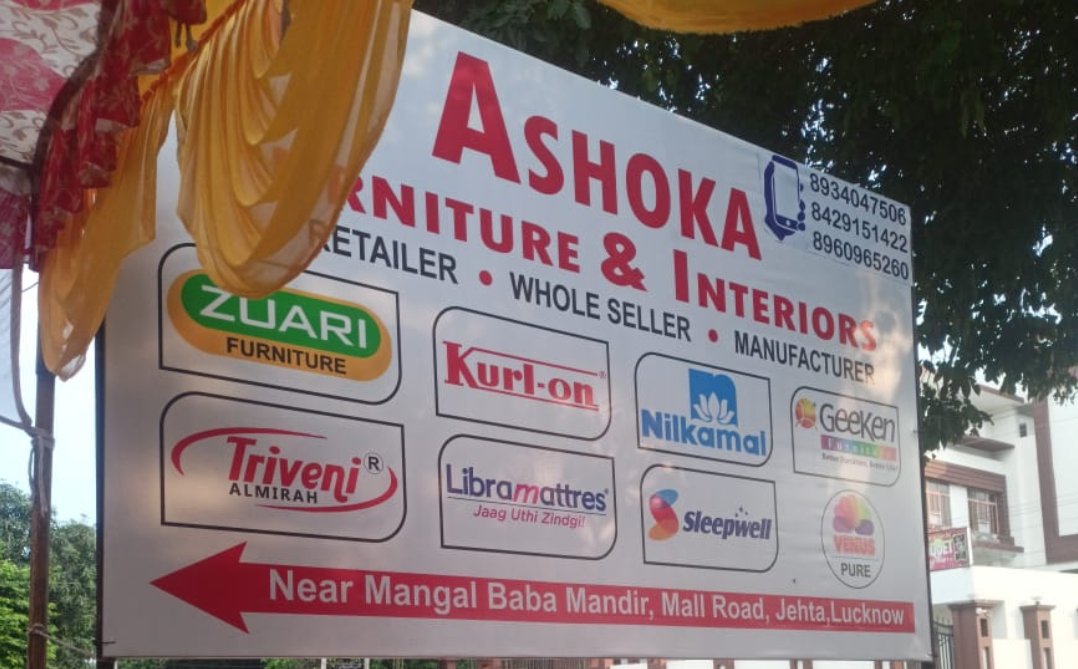 ASHOKA
8934047506
8429151422
8960965260
RNITURE & INTERIORS
RETAILER • WHOLE SELLER • MANUFACTURER
ZUARI
FURNITURE
Kurl-on®
Nilkamal
GeeKen
Triveni®
ALMIRAH
Libramattres®
Jaag Uthi Zindgi!
Sleepwell
VENUS
PURE
Near Mangal Baba Mandir, Mall Road, Jehta,Lucknow